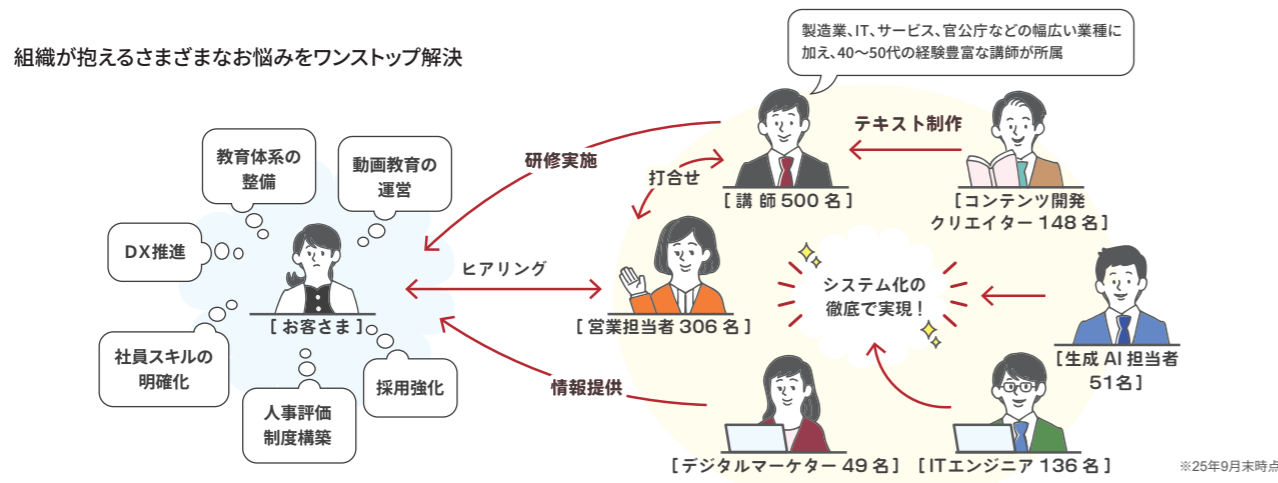 組織が抱えるさまざまなお悩みをワンストップ解決
製造業、IT、サービス、官公庁などの幅広い業種に
加え、40〜50代の経験豊富な講師が所属
教育体系の
整備
動画教育の
運営
DX推進
[ お客さま ]
社員スキルの
明確化
人事評価
制度構築
採用強化
研修実施
ヒアリング
情報提供
打合せ
テキスト制作
[ 講 師 500 名 ]
[ コンテンツ開発
クリエイター 148 名 ]
[ 営業担当者 306 名 ]
システム化の
徹底で実現！
[生成 AI 担当者
51名 ]
[ デジタルマーケター 49 名 ]
[ ITエンジニア 136 名 ]
※25年9月末時点